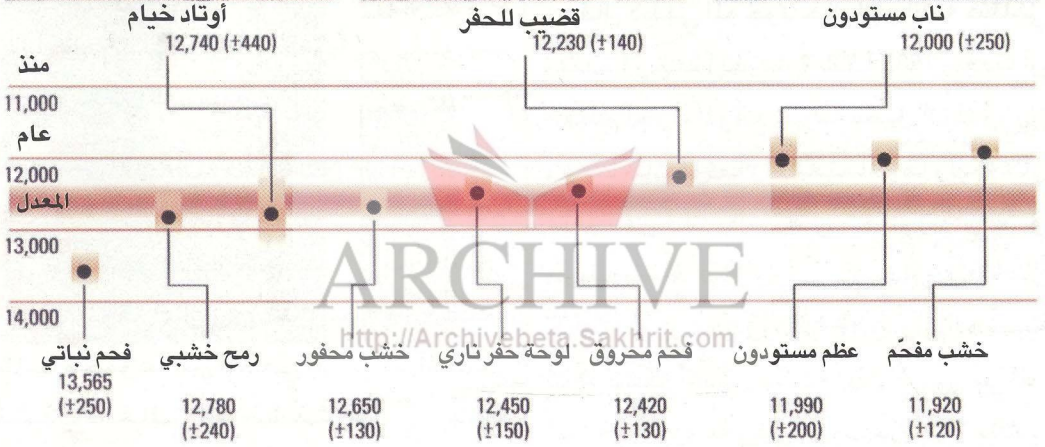 أوتاد خيام
12,740 (±440)
قضيب للحفر
12,230 (±140)
ناب مستودون
12,000 (±250)
منذ
11,000
عام
12,000
المعدل
13,000
14,000
ARCHIVE
http://Archivebeta.Sakhrit.com
فحم نباتي
13,565
(±250)
رمح خشبي
12,780
(±240)
خشب محفور
12,650
(±130)
لوحة حفر ناري
12,450
(±150)
فحم محروق
12,420
(±130)
عظم مستودون
11,990
(±200)
خشب مفحّم
11,920
(±120)